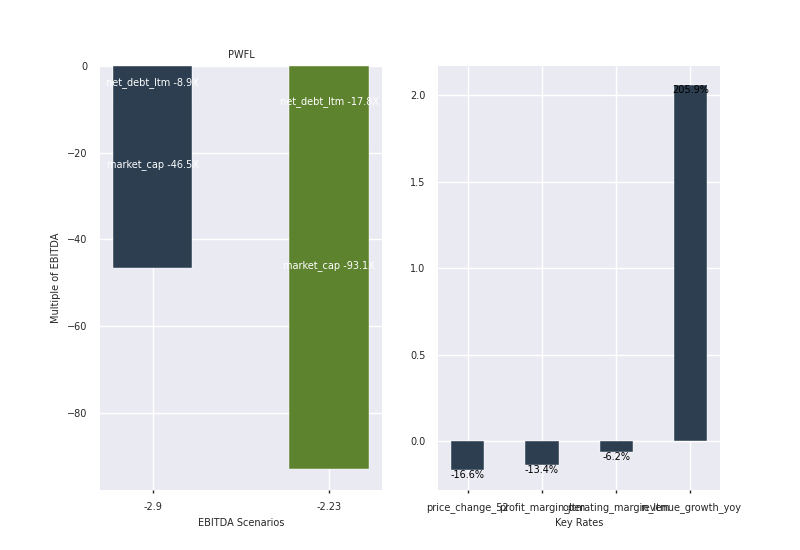 PWFL
0
−20
−40
−60
−80
Multiple of EBITDA
net_debt_ltm -8.9X
market_cap -46.5X
net_debt_ltm -17.8X
market_cap -93.1X
-2.9
-2.23
EBITDA Scenarios
2.0
1.5
1.0
0.5
0.0
-16.6%
-13.4%
-6.2%
205.9%
price_change_52
profit_margin_ltm
operating_margin_ltm
revenue_growth_yoy
Key Rates